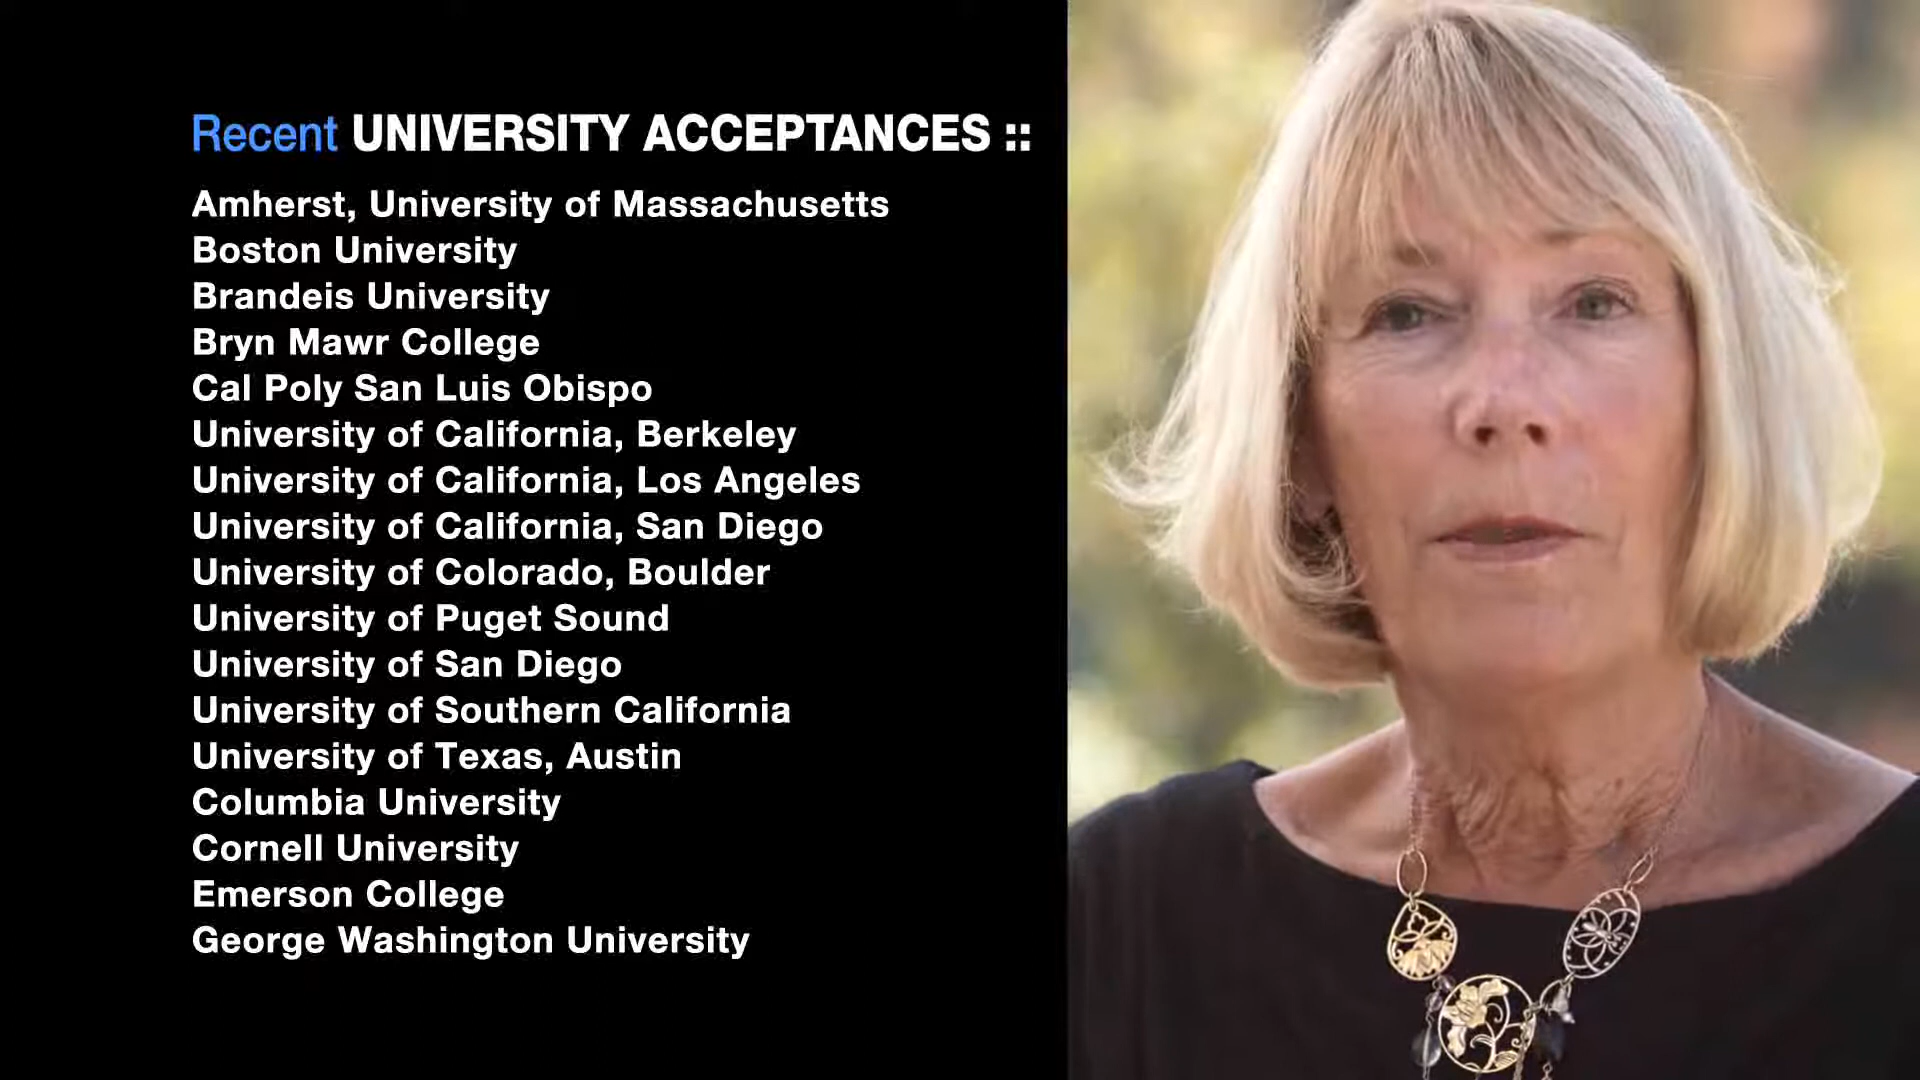 Recent UNIVERSITY ACCEPTANCES ::
Amherst, University of Massachusetts
Boston University
Brandeis University
Bryn Mawr College
Cal Poly San Luis Obispo
University of California, Berkeley
University of California, Los Angeles
University of California, San Diego
University of Colorado, Boulder
University of Puget Sound
University of San Diego
University of Southern California
University of Texas, Austin
Columbia University
Cornell University
Emerson College
George Washington University